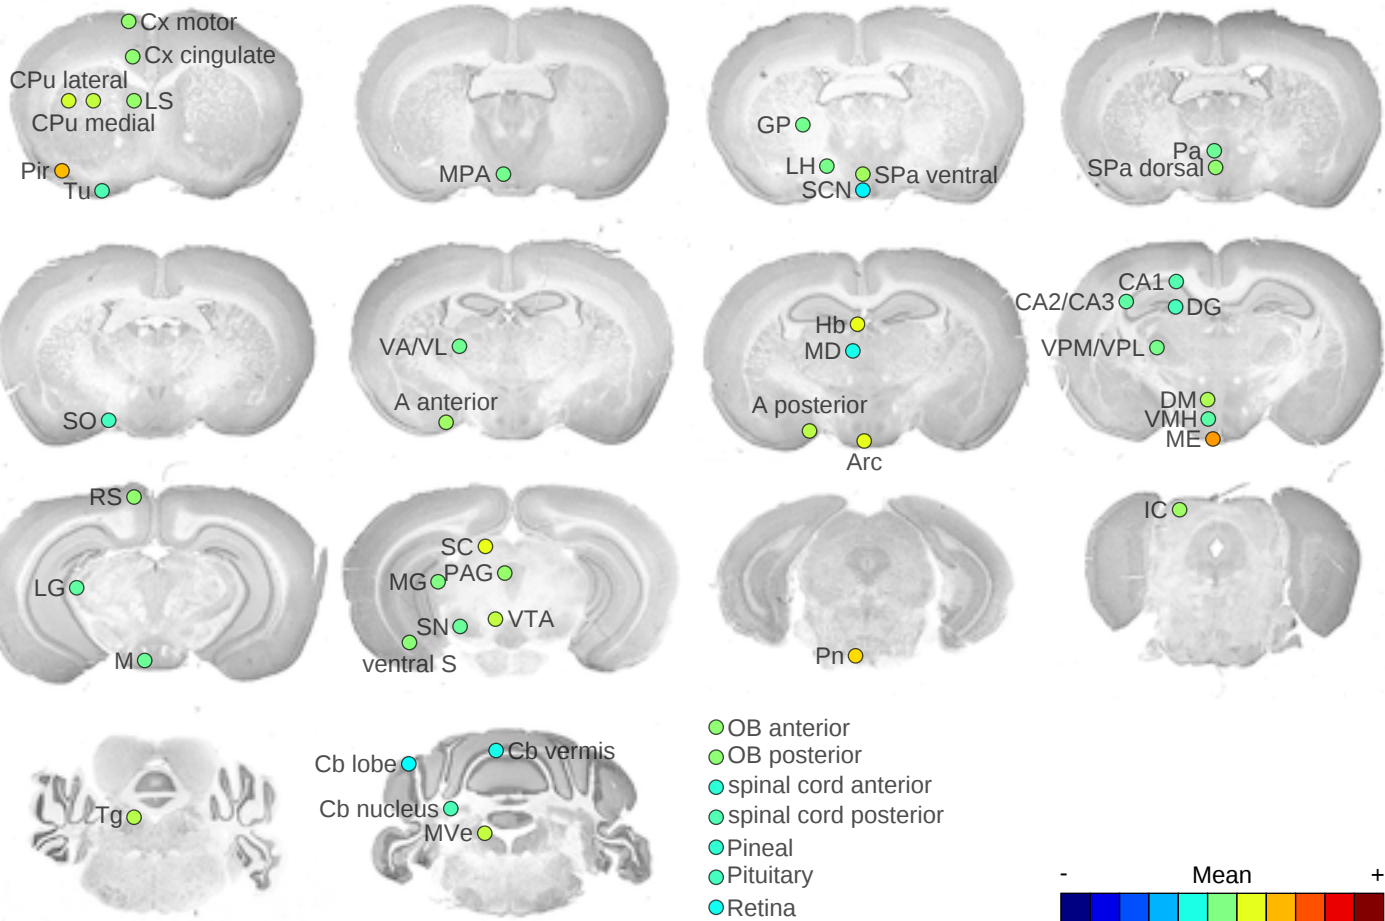 Cx motor
Cx cingulate
CPu lateral
LS
CPu medial
Pir
Tu
MPA
GP
LH
SPa ventral
SCN
Pa
SPa dorsal
SO
VA/VL
A anterior
Hb
MD
A posterior
Arc
CA1
CA2/CA3
DG
VPM/VPL
DM
VMH
ME
RS
LG
M
SC
MG
PAG
SN
VTA
ventral S
Pn
IC
Tg
Cb lobe
Cb vermis
Cb nucleus
MVe
OB anterior
OB posterior
spinal cord anterior
spinal cord posterior
Pineal
Pituitary
Retina
- Mean +